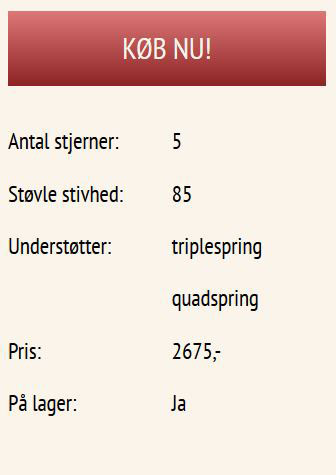 KØB NU!
Antal stjerner: 5
Støvle stivhed: 85
Understøtter: triplespring
quadspring
Pris: 2675,-
På lager: Ja